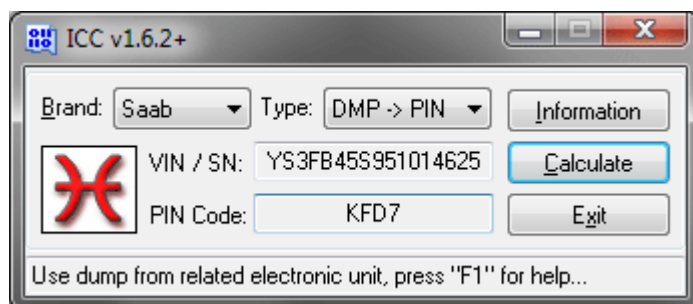 ICC v1.6.2+
Brand: Saab Type: DMP -> PIN Information
VIN / SN: YS3FB45S951014625 Calculate
PIN Code: KFD7 Exit
Use dump from related electronic unit, press "F1" for help...